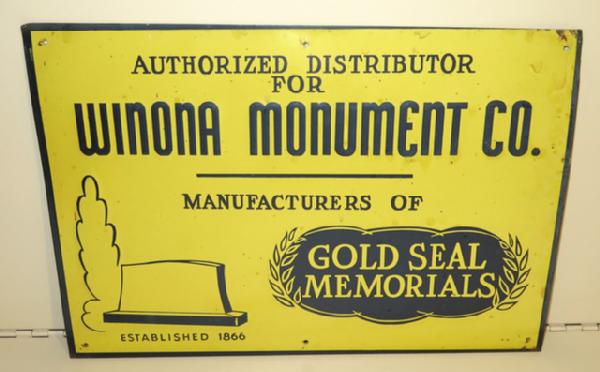 AUTHORIZED DISTRIBUTOR
FOR
WINONA MONUMENT CO.
MANUFACTURERS OF
GOLD SEAL
MEMORIALS
ESTABLISHED 1866